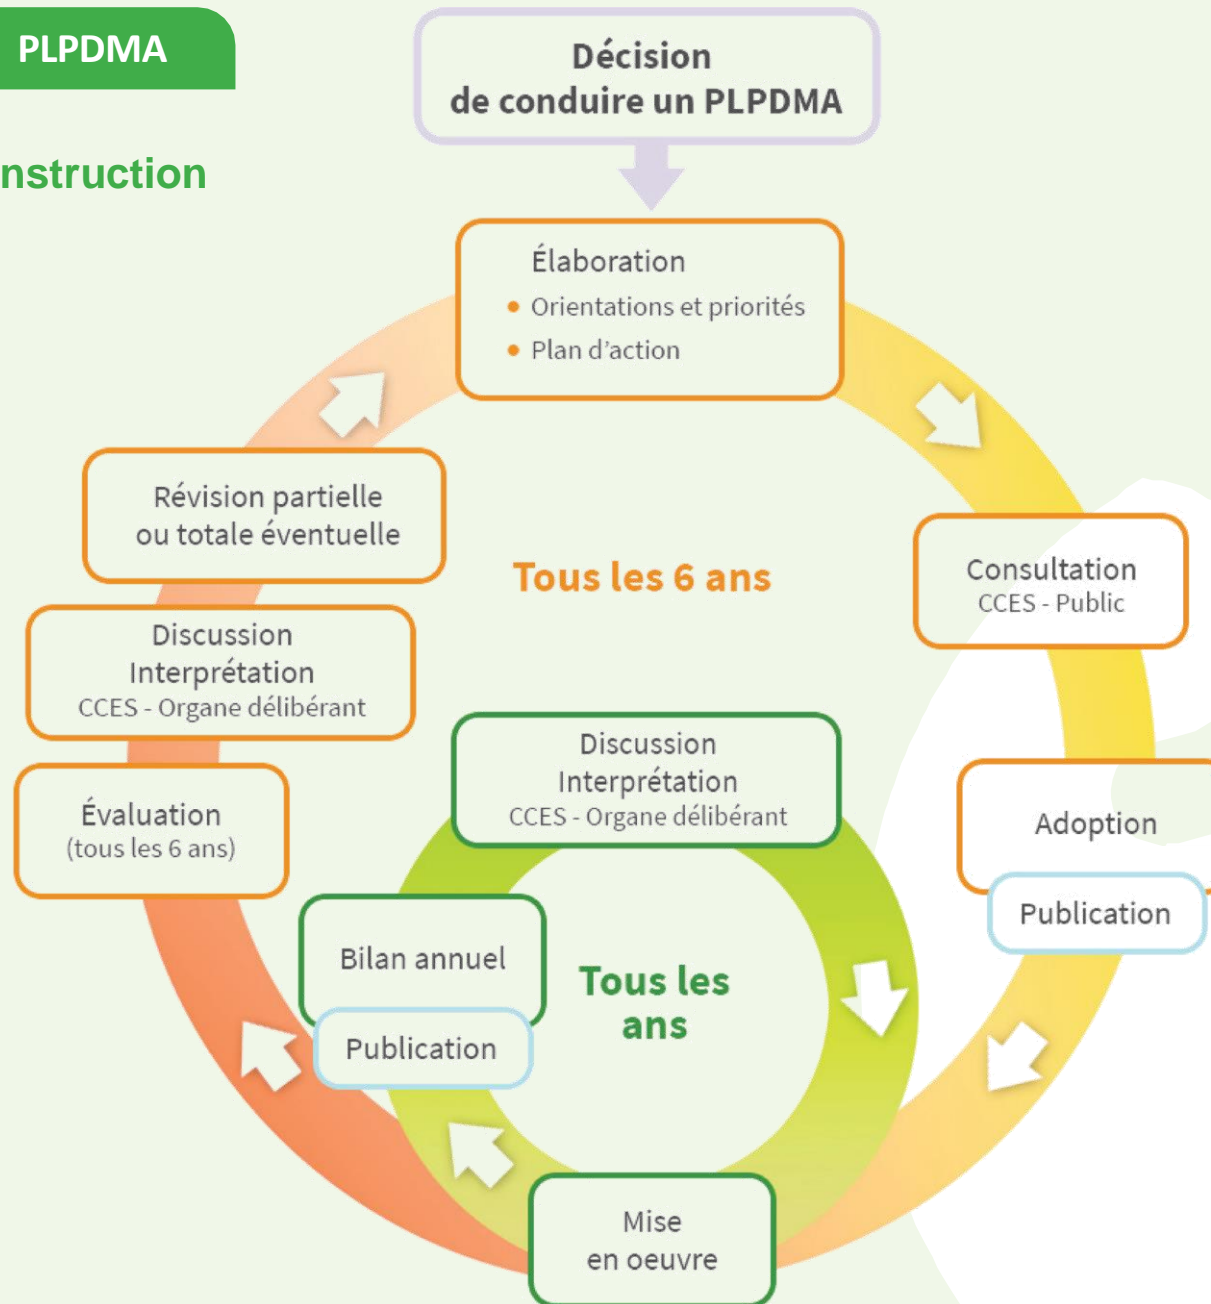 PLPDMA
nstruction
Décision
de conduire un PLPDMA
Élaboration
• Orientations et priorités
• Plan d'action
Révision partielle
ou totale éventuelle
Tous les 6 ans
Consultation
CCES - Public
Discussion
Interprétation
CCES - Organe délibérant
Discussion
Interprétation
CCES - Organe délibérant
Évaluation
(tous les 6 ans)
Adoption
Publication
Bilan annuel
Publication
Tous les
ans
Mise
en oeuvre